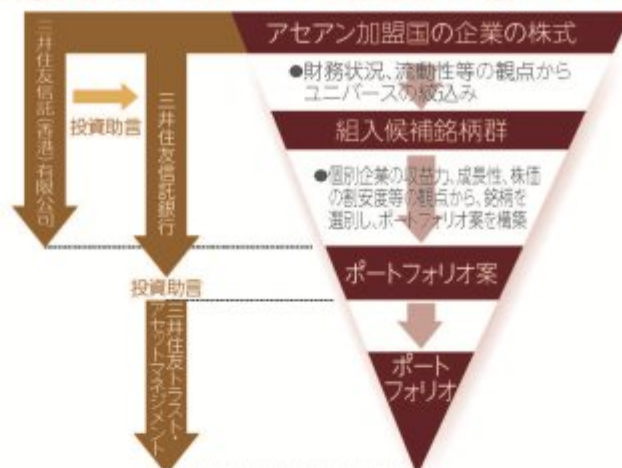 アセアン加盟国の企業の株式
●財務状況、流動性等の観点から
ユニバースの絞込み
組入候補銘柄群
●個別企業の収益力、成長性、株価
の割安度等の観点から、銘柄を
選別し、ポートフォリオ案を構築
ポートフォリオ案
ポート
フォリオ
三井住友信託(香港)有限公司
投資助言
三井住友信託銀行
投資助言
三井住友トラスト・
アセットマネジメント